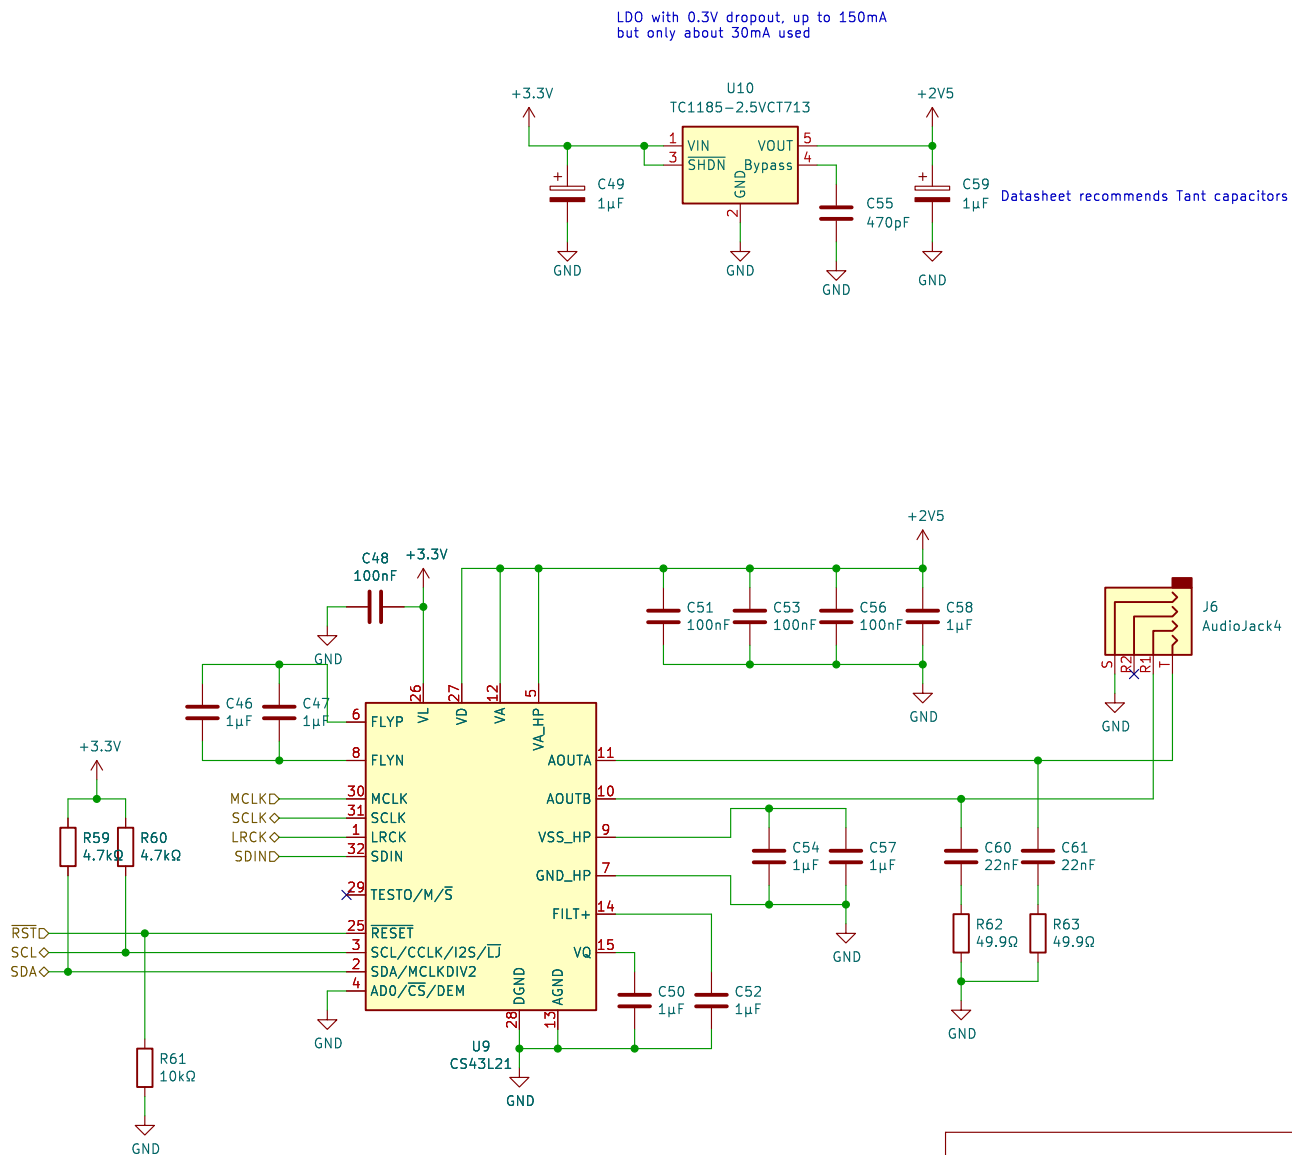 LDO with 0.3V dropout, up to 150mA
but only about 30mA used
U10
TC1185-2.5VCT713
+3.3V
+2V5
1
VIN
VOUT
5
3
SHDN
Bypass
4
GND
2
C49
1µF
C55
470pF
C59
1µF
Datasheet recommends Tant capacitors
GND
GND
GND
GND
+2V5
C48
100nF
+3.3V
GND
C51
100nF
C53
100nF
C56
100nF
C58
1µF
GND
J6
AudioJack4
S
R2
R1
T
GND
C46
1µF
C47
1µF
26
VL
27
VD
12
VA
5
VA_HP
6
FLYP
8
FLYN
30
MCLK
31
SCLK
1
LRCK
32
SDIN
29
TESTO/M/S
25
RESET
3
SCL/CCLK/I2S/LJ
2
SDA/MCLKDIV2
4
AD0/CS/DEM
AOUTA
11
AOUTB
10
VSS_HP
9
GND_HP
7
FILT+
14
VQ
15
DGND
28
AGND
13
MCLK
SCLK
LRCK
SDIN
+3.3V
R59
4.7kΩ
R60
4.7kΩ
RST
SCL
SDA
C54
1µF
C57
1µF
GND
C60
22nF
C61
22nF
R62
49.9Ω
R63
49.9Ω
GND
C50
1µF
C52
1µF
GND
U9
CS43L21
GND
R61
10kΩ
GND